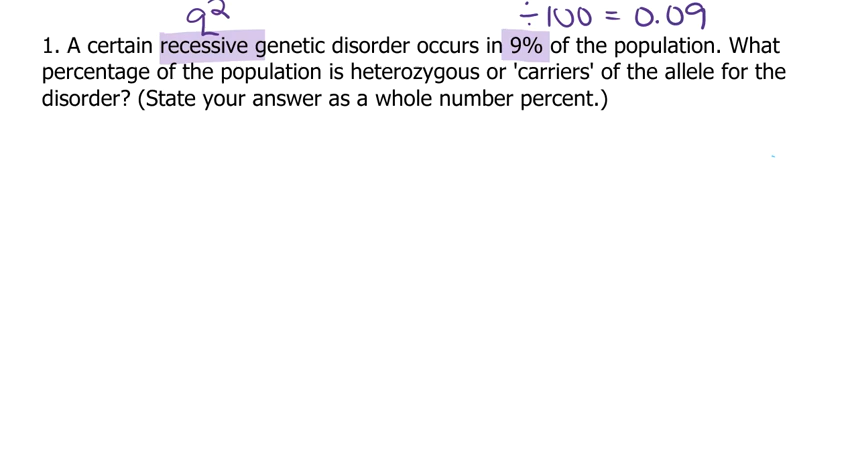 q² ÷ 100 = 0.09
1. A certain recessive genetic disorder occurs in 9% of the population. What
percentage of the population is heterozygous or 'carriers' of the allele for the
disorder? (State your answer as a whole number percent.)